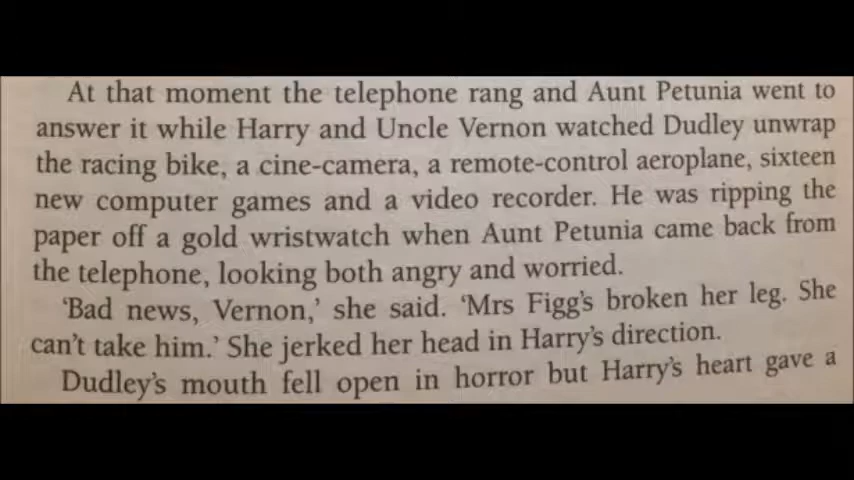 At that moment the telephone rang and Aunt Petunia went to
answer it while Harry and Uncle Vernon watched Dudley unwrap
the racing bike, a cine-camera, a remote-control aeroplane, sixteen
new computer games and a video recorder. He was ripping the
paper off a gold wristwatch when Aunt Petunia came back from
the telephone, looking both angry and worried.
‘Bad news, Vernon,’ she said. ‘Mrs Figg’s broken her leg. She
can’t take him.’ She jerked her head in Harry’s direction.
Dudley’s mouth fell open in horror but Harry’s heart gave a